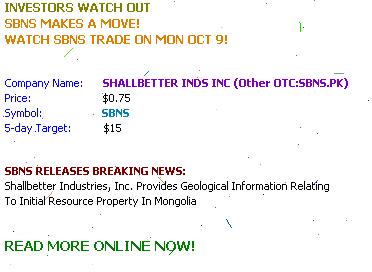 INVESTORS WATCH OUT
SBNS MAKES A MOVE!
WATCH SBNS TRADE ON MON OCT 9!
Company Name: SHALLBETTER INDS INC (Other OTC:SBNS.PK)
Price: $0.75
Symbol: SBNS
5-day Target: $15
SBNS RELEASES BREAKING NEWS:
Shallbetter Industries, Inc. Provides Geological Information Relating
To Initial Resource Property In Mongolia
READ MORE ONLINE NOW!